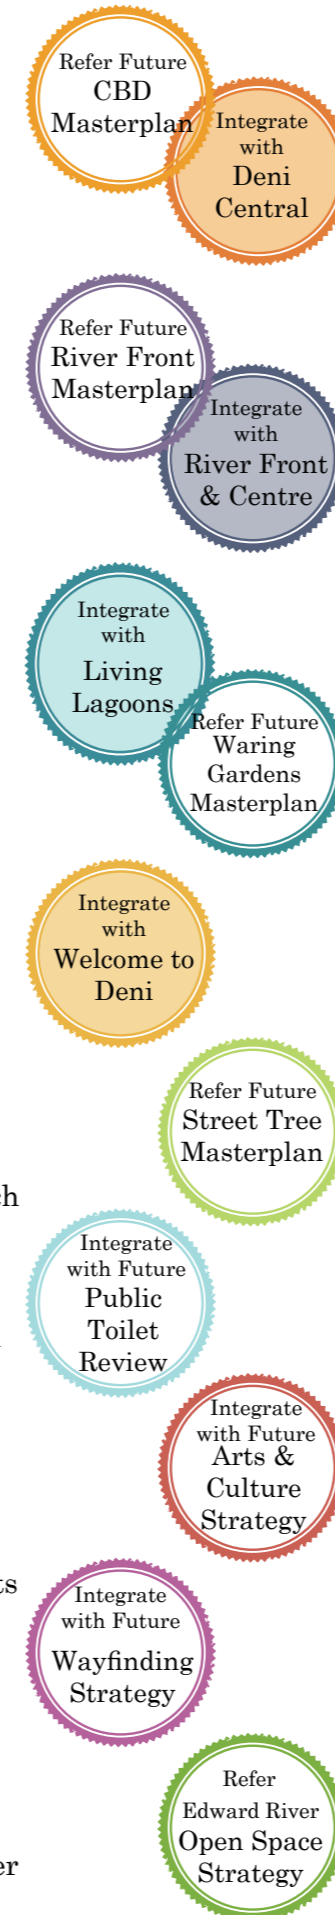 Refer Future
CBD
Masterplan
Integrate
with
Deni
Central
Refer Future
River Front
Masterplan
Integrate
with
River Front
& Centre
Integrate
with
Living
Lagoons
Refer Future
Waring
Gardens
Masterplan
Integrate
with
Welcome to
Deni
Refer Future
Street Tree
Masterplan
Integrate
with Future
Public
Toilet
Review
Integrate
with Future
Arts &
Culture
Strategy
Integrate
with Future
Wayfinding
Strategy
Refer
Edward River
Open Space
Strategy